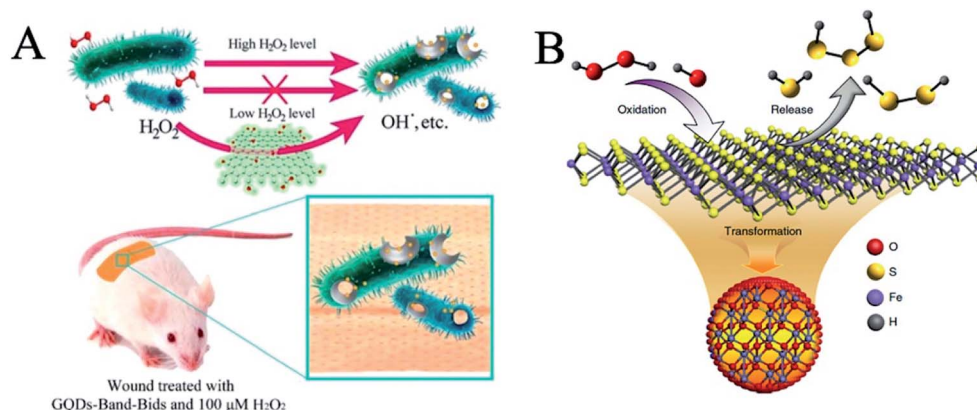 A
High H2O2 level
H2O2
Low H2O2 level
OH˙, etc.
Wound treated with
GQDs-Band-Bids and 100 μM H2O2
B
Oxidation
Release
Transformation
O
S
Fe
H